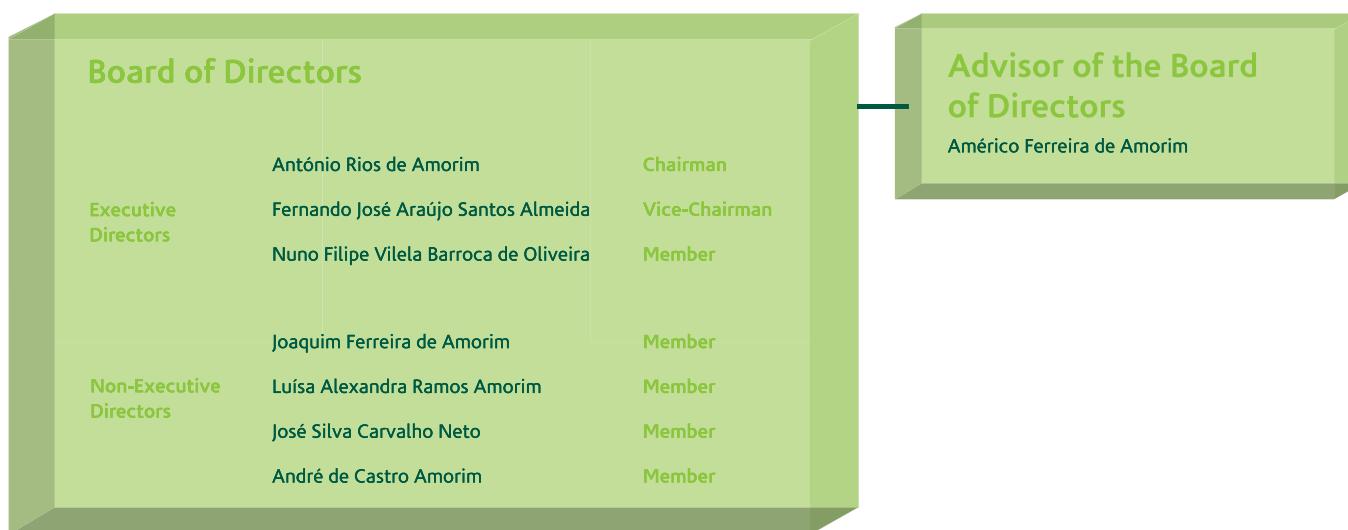 Board of Directors
António Rios de Amorim Chairman
Executive Directors
Fernando José Araújo Santos Almeida Vice-Chairman
Nuno Filipe Vilela Barroca de Oliveira Member
Joaquim Ferreira de Amorim Member
Non-Executive Directors
Luísa Alexandra Ramos Amorim Member
José Silva Carvalho Neto Member
André de Castro Amorim Member
Advisor of the Board
of Directors
Américo Ferreira de Amorim